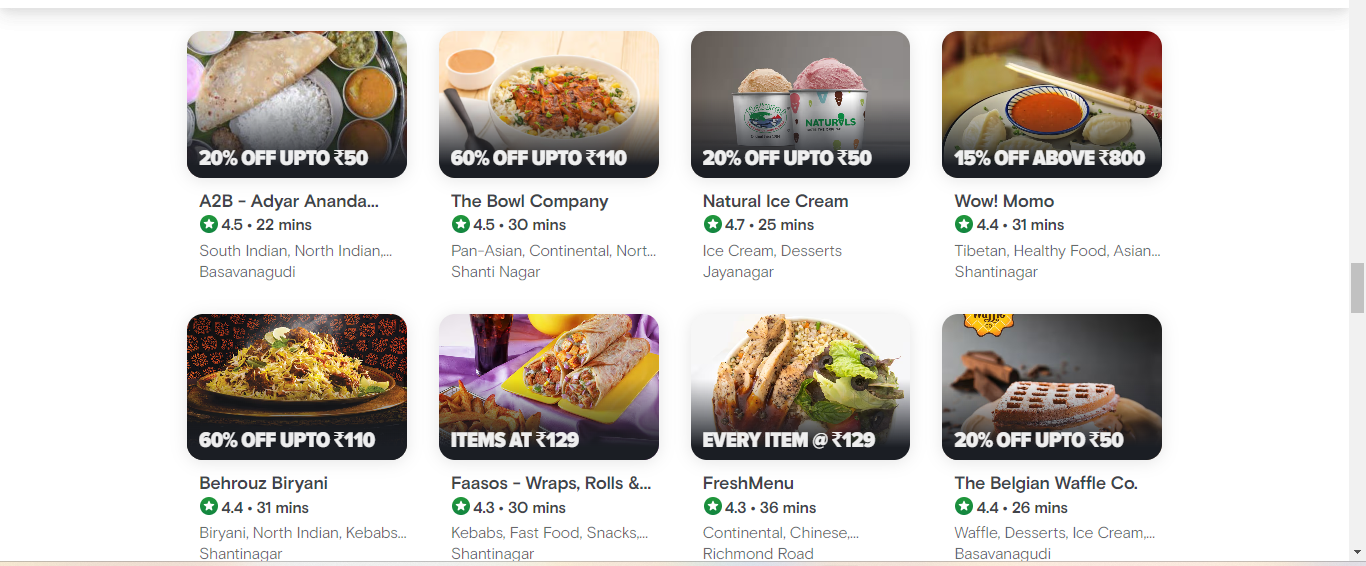 20% OFF UPTO ₹50
A2B - Adyar Ananda...
4.5 • 22 mins
South Indian, North Indian,...
Basavanagudi
60% OFF UPTO ₹110
The Bowl Company
4.5 • 30 mins
Pan-Asian, Continental, Nort...
Shanti Nagar
NATURALS
20% OFF UPTO ₹50
Natural Ice Cream
4.7 • 25 mins
Ice Cream, Desserts
Jayanagar
15% OFF ABOVE ₹800
Wow! Momo
4.4 • 31 mins
Tibetan, Healthy Food, Asian...
Shantinagar
60% OFF UPTO ₹110
Behrouz Biryani
4.4 • 31 mins
Biryani, North Indian, Kebabs...
Shantinagar
ITEMS AT ₹129
Faasos - Wraps, Rolls &...
4.3 • 30 mins
Kebabs, Fast Food, Snacks,...
Shantinagar
EVERY ITEM @ ₹129
FreshMenu
4.3 • 36 mins
Continental, Chinese,...
Richmond Road
Waffle
CO
20% OFF UPTO ₹50
The Belgian Waffle Co.
4.4 • 26 mins
Waffle, Desserts, Ice Cream,...
Basavanagudi